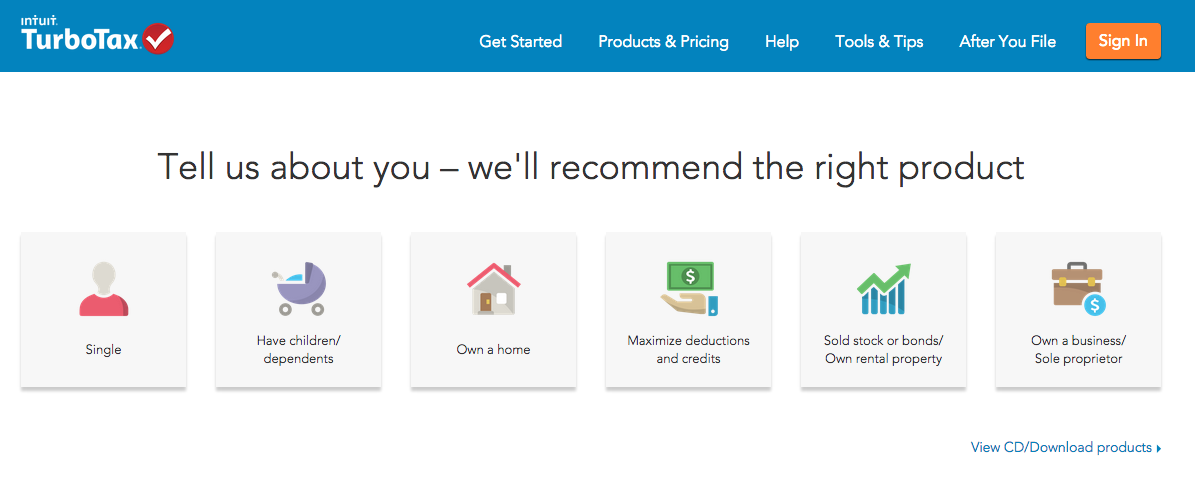 ıntuıt.
TurboTax.
Get Started
Products & Pricing
Help
Tools & Tips
After You File
Sign In
Tell us about you – we'll recommend the right product
$
$
Single
Have children/
dependents
Own a home
Maximize deductions
and credits
Sold stock or bonds/
Own rental property
Own a business/
Sole proprietor
View CD/Download products